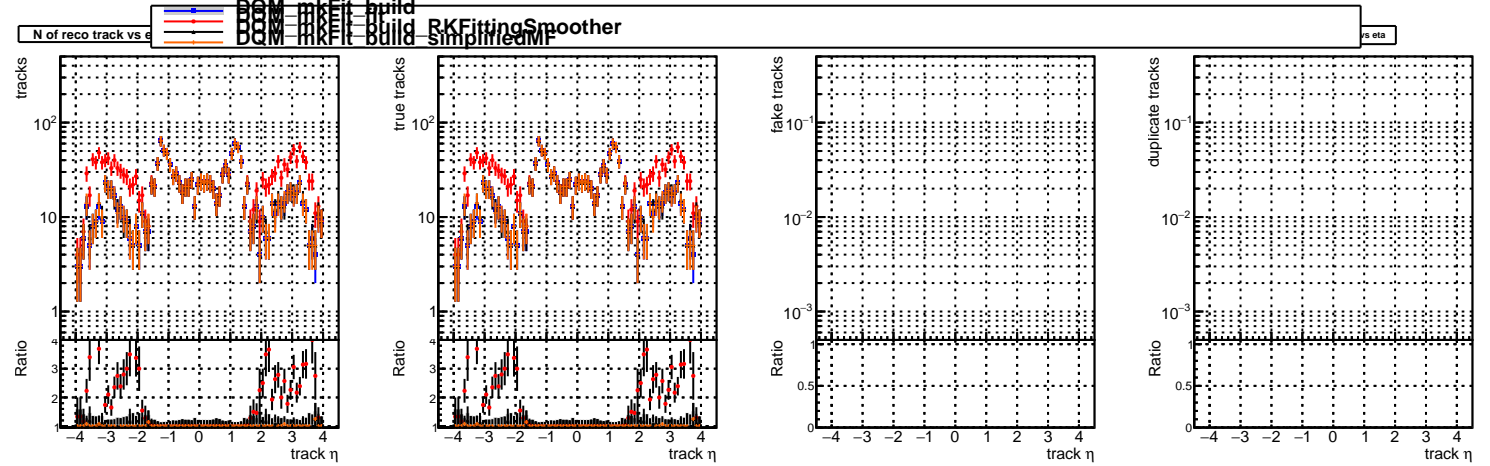 DQM_mkFit_build
DQM_mkFit_fit
DQM_mkFit_build_RKFittingSmoother
DQM_mkFit_build_simplifiedMF
N of reco track vs e
vs eta
tracks
10²
10
1
Ratio
4
3
2
1
−4 −3 −2 −1 0 1 2 3 4
track η
true tracks
10²
10
1
Ratio
4
3
2
1
−4 −3 −2 −1 0 1 2 3 4
track η
fake tracks
10⁻¹
10⁻²
10⁻³
Ratio
1
0.5
0
−4 −3 −2 −1 0 1 2 3 4
track η
duplicate tracks
10⁻¹
10⁻²
10⁻³
Ratio
1
0.5
0
−4 −3 −2 −1 0 1 2 3 4
track η